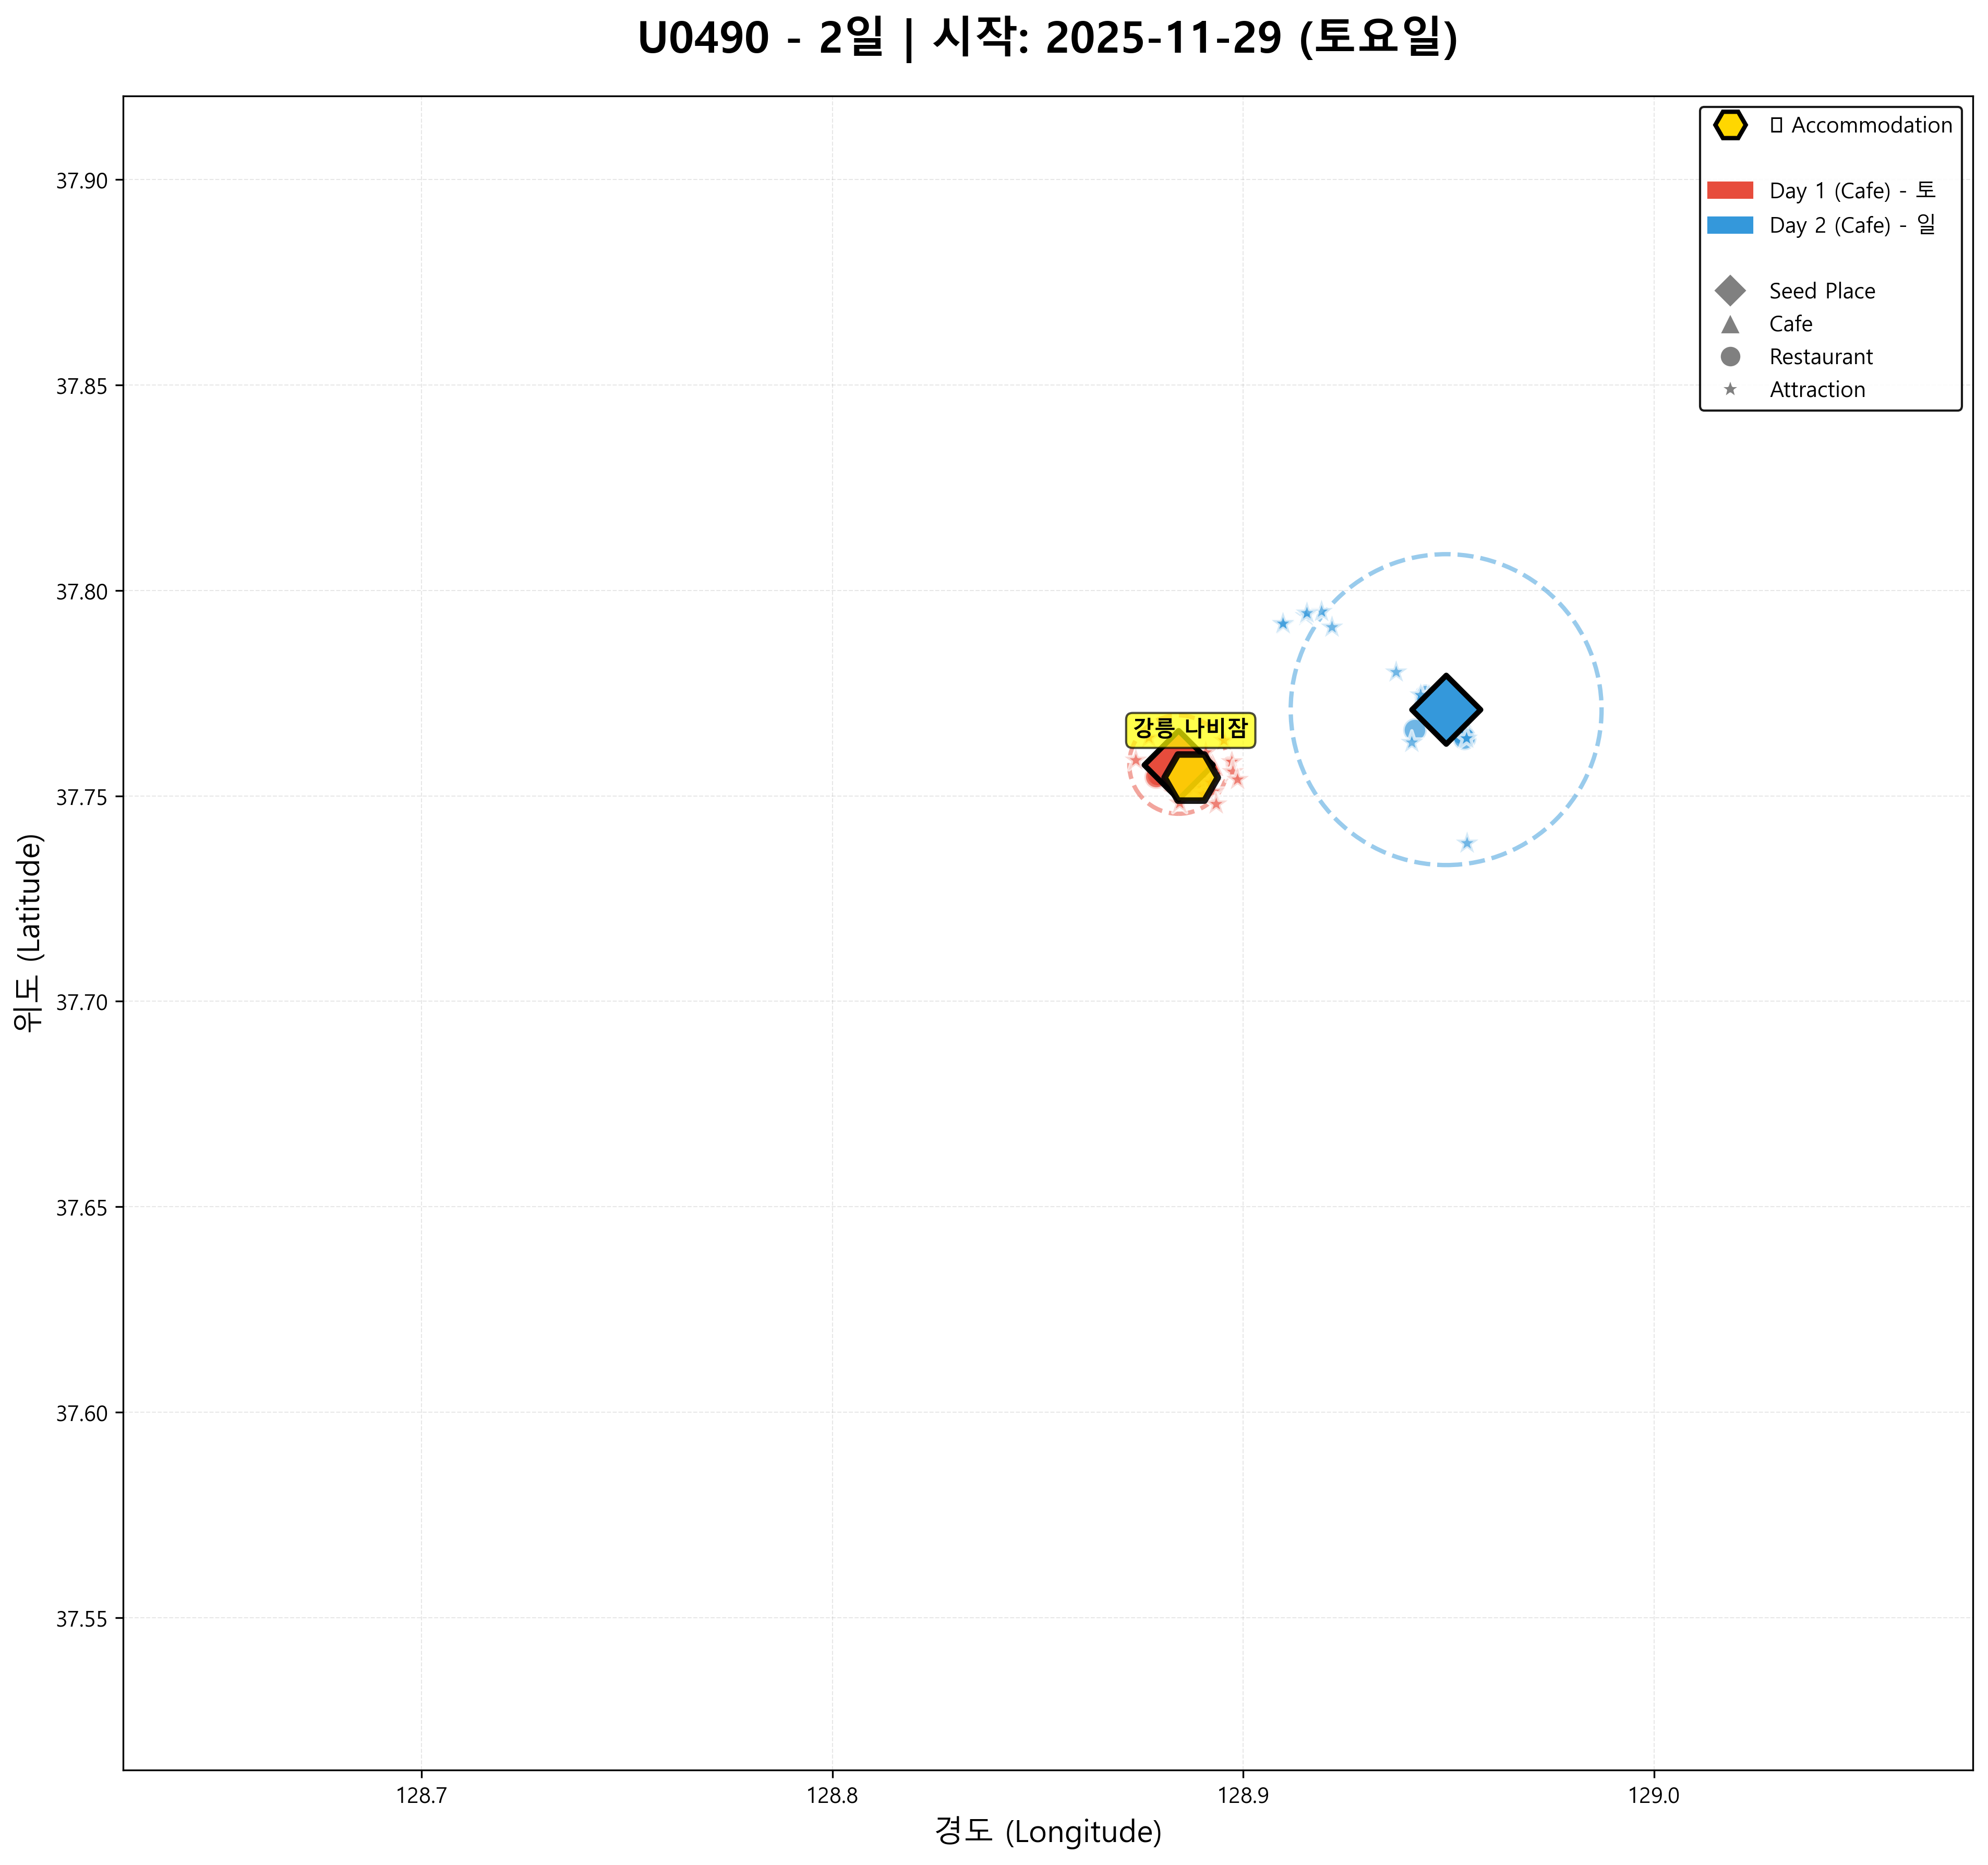 U0490 - 2일 | 시작: 2025-11-29 (토요일)
Accommodation
Day 1 (Cafe) - 토
Day 2 (Cafe) - 일
Seed Place
Cafe
Restaurant
Attraction
37.90
37.85
37.80
37.75
37.70
37.65
37.60
37.55
위도 (Latitude)
강릉 나비잠
128.7
128.8
128.9
129.0
경도 (Longitude)